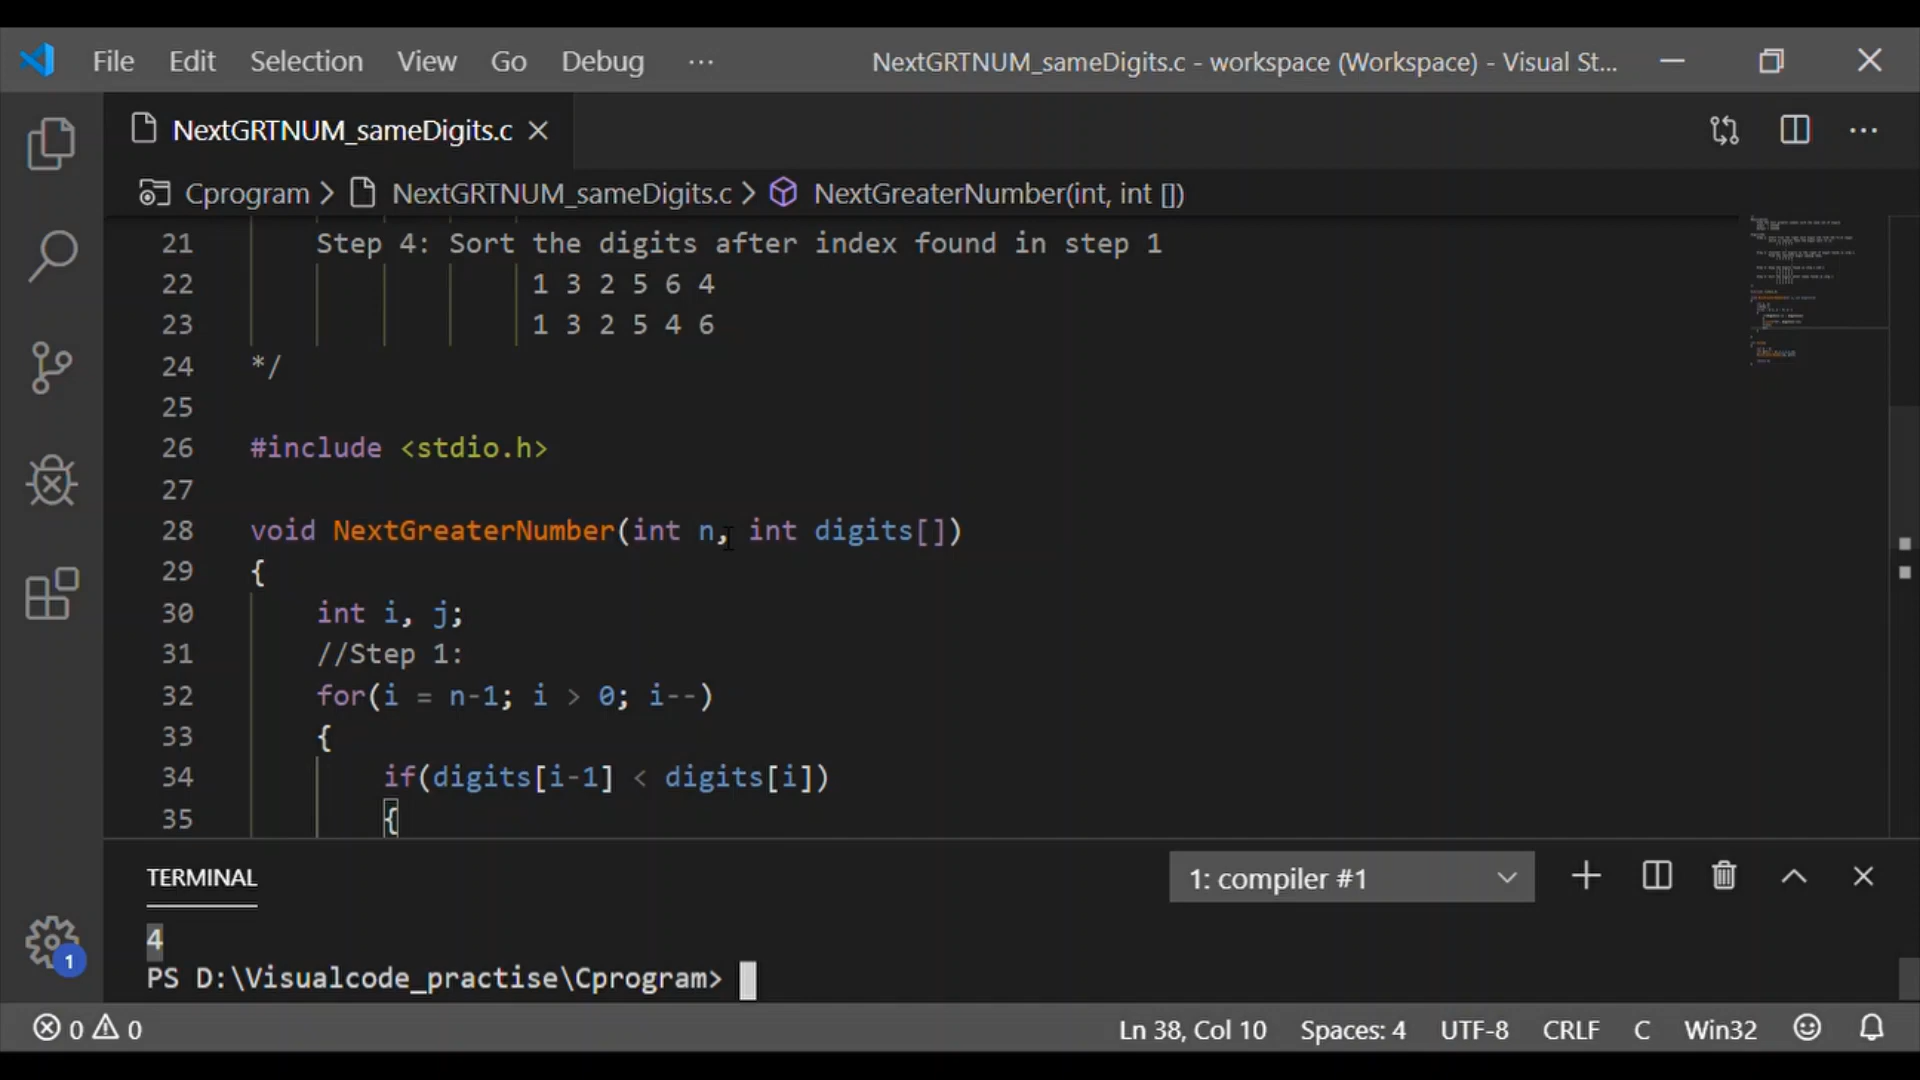 File Edit Selection View Go Debug ··· NextGRTNUM_sameDigits.c - workspace (Workspace) - Visual St...
NextGRTNUM_sameDigits.c
Cprogram > NextGRTNUM_sameDigits.c > NextGreaterNumber(int, int [])
21 Step 4: Sort the digits after index found in step 1
22 1 3 2 5 6 4
23 1 3 2 5 4 6
24 */
25
26 #include <stdio.h>
27
28 void NextGreaterNumber(int n, int digits[])
29 {
30 int i, j;
31 //Step 1:
32 for(i = n-1; i > 0; i--)
33 {
34 if(digits[i-1] < digits[i])
35 {
TERMINAL 1: compiler #1
4
PS D:\Visualcode_practise\Cprogram>
1
0 0 Ln 38, Col 10 Spaces: 4 UTF-8 CRLF C Win32